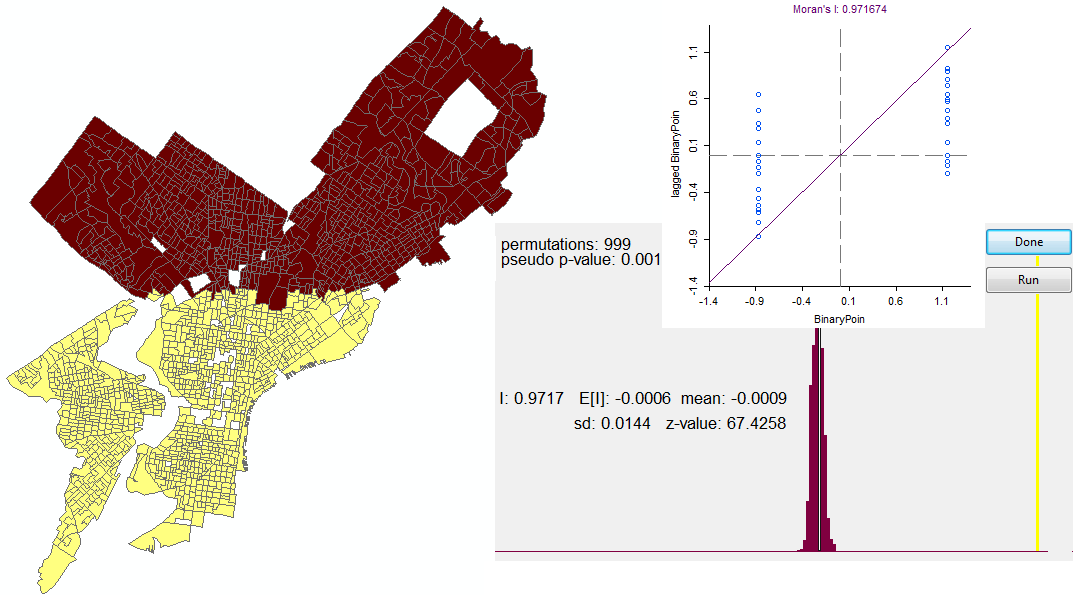 Moran's I: 0.971674
1.1
0.6
0.1
-0.4
-0.9
-1.4
lagged BinaryPoin
-1.4 -0.9 -0.4 0.1 0.6 1.1
BinaryPoin
permutations: 999
pseudo p-value: 0.001
Done
Run
I: 0.9717 E[I]: -0.0006 mean: -0.0009
sd: 0.0144 z-value: 67.4258